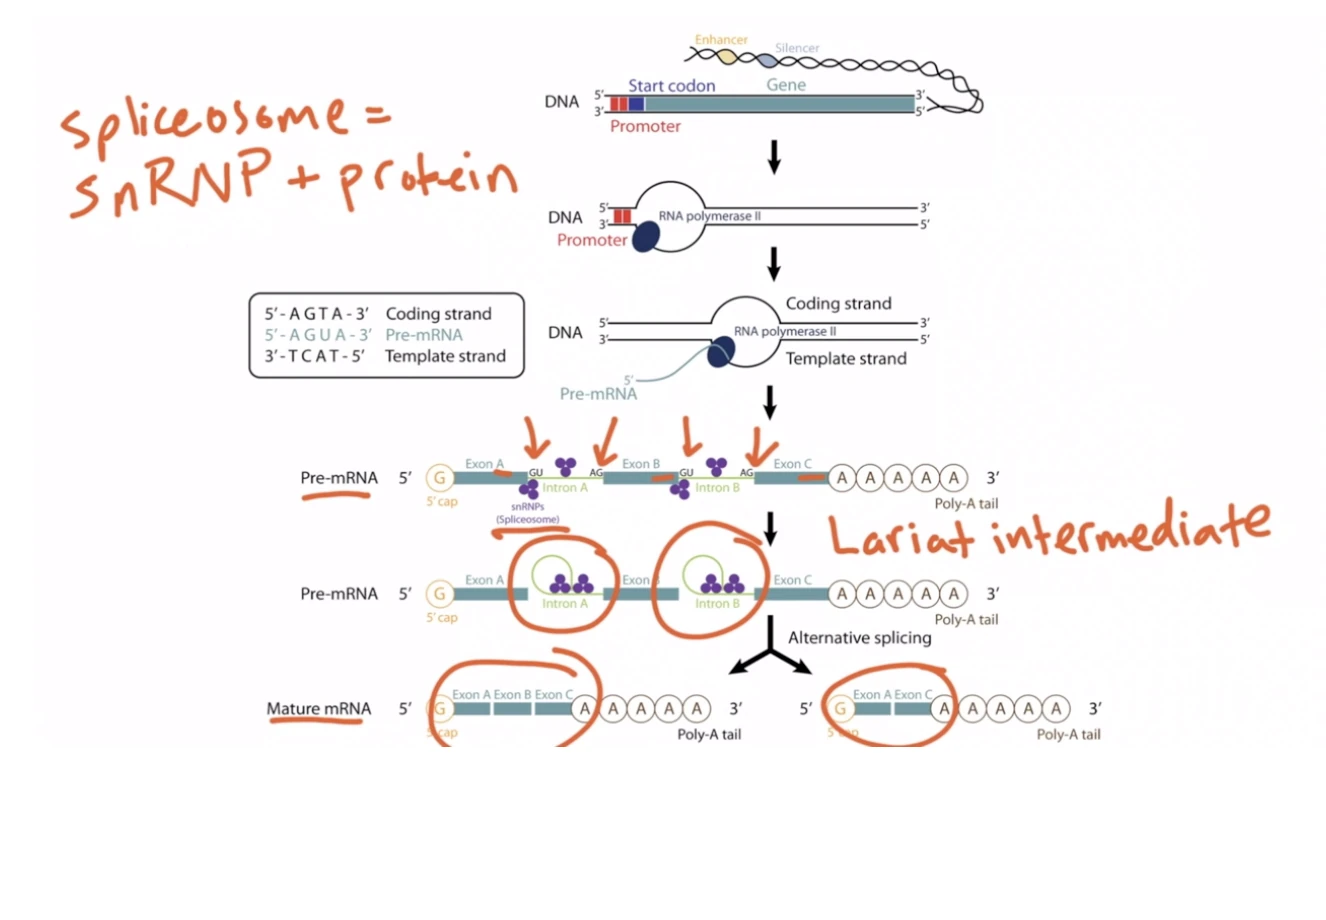 Enhancer
Silencer
spliceosome =
snRNP + protein
Start codon Gene
DNA 5′ 3′
3′ 5′
Promoter
DNA 5′ RNA polymerase II 3′
3′ 5′
Promoter
5′- A G T A - 3′ Coding strand
5′- A G U A - 3′ Pre-mRNA
3′- T C A T - 5′ Template strand
Coding strand
DNA 5′ RNA polymerase II 3′
3′ 5′
Template strand
5′
Pre-mRNA
Exon A GU AG Exon B GU AG Exon C
Pre-mRNA 5′ G Intron A Intron B A A A A A 3′
5′ cap Poly-A tail
snRNPs
(Spliceosome)
Lariat intermediate
Exon A Exon B Exon C
Pre-mRNA 5′ G Intron A Intron B A A A A A 3′
5′ cap Poly-A tail
Alternative splicing
Exon A Exon B Exon C Exon A Exon C
Mature mRNA 5′ G A A A A A 3′ 5′ G A A A A A 3′
5′ cap Poly-A tail 5′ cap Poly-A tail